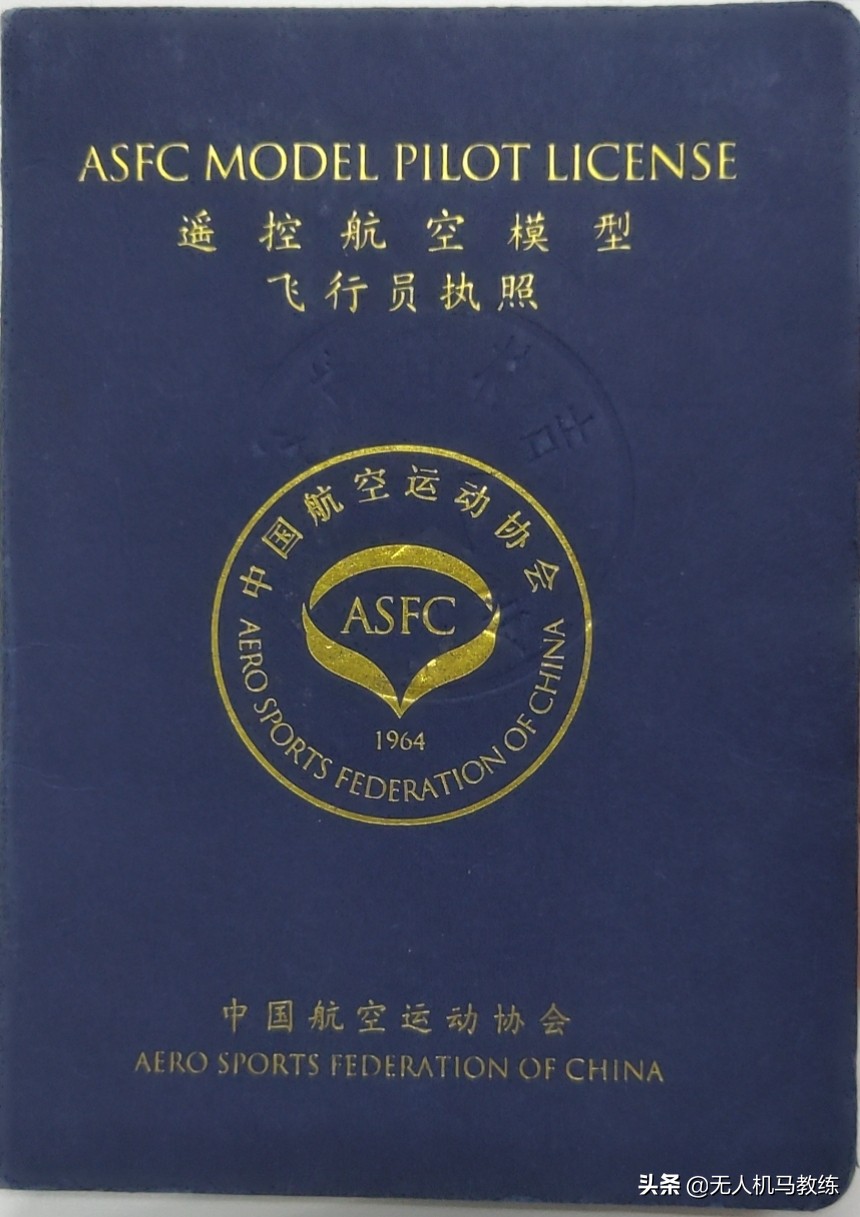 ASFC MODEL PILOT LICENSE
遥控航空模型
飞行员执照
中国航空运动协会
ASFC
1964
AERO SPORTS FEDERATION OF CHINA
中国航空运动协会
AERO SPORTS FEDERATION OF CHINA
头条 @无人机马教练